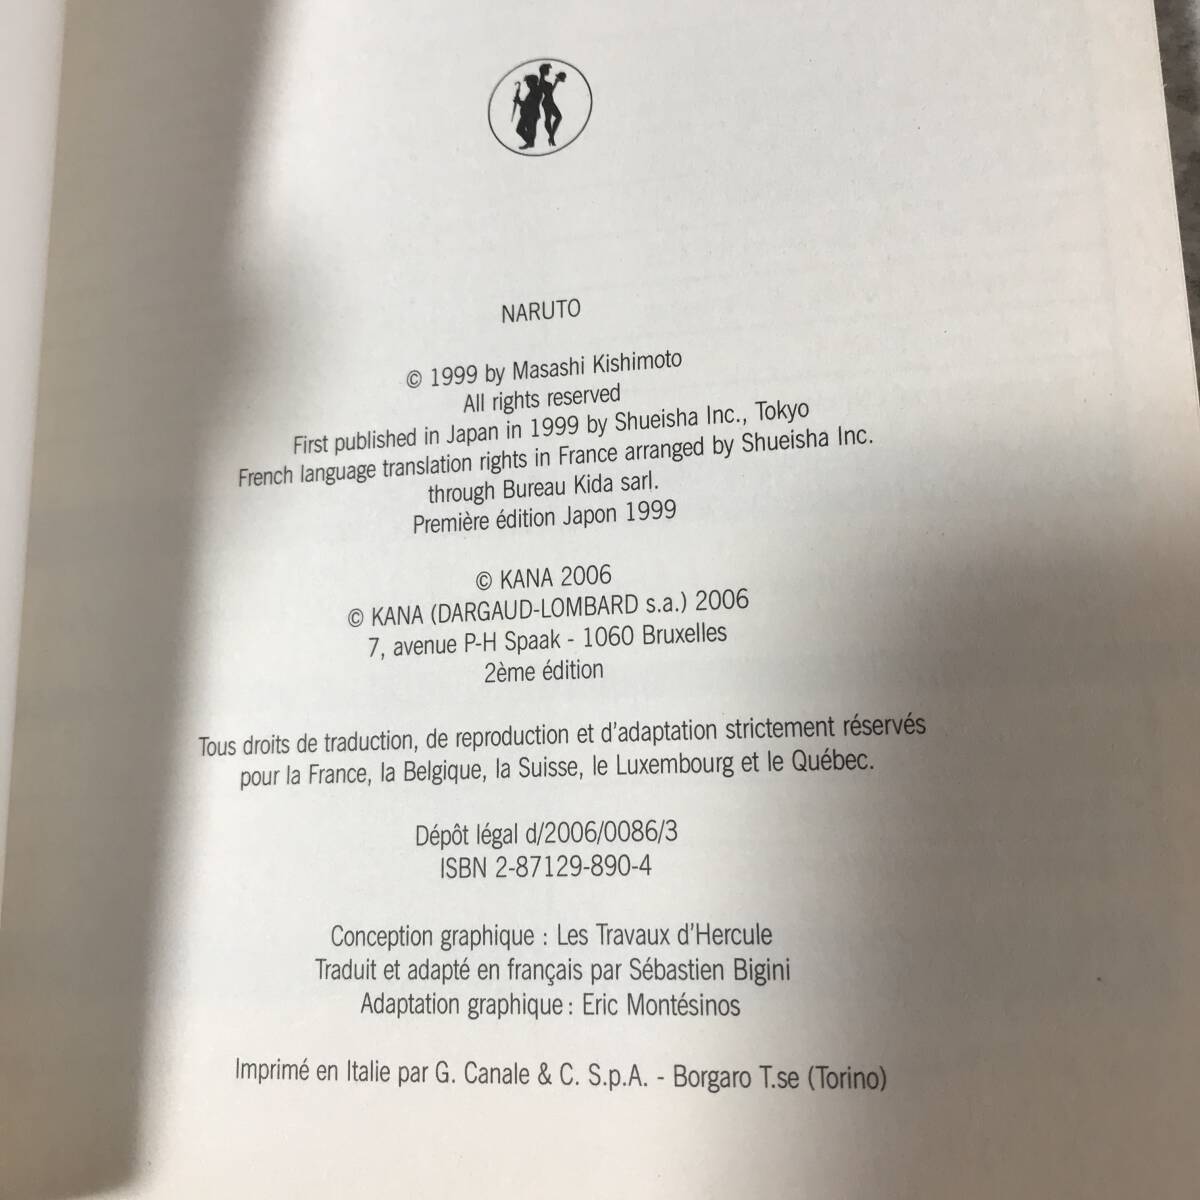 NARUTO
© 1999 by Masashi Kishimoto
All rights reserved
First published in Japan in 1999 by Shueisha Inc., Tokyo
French language translation rights in France arranged by Shueisha Inc.
through Bureau Kida sarl.
Première édition Japon 1999
© KANA 2006
© KANA (DARGAUD-LOMBARD s.a.) 2006
7, avenue P-H Spaak - 1060 Bruxelles
2ème édition
Tous droits de traduction, de reproduction et d'adaptation strictement réservés
pour la France, la Belgique, la Suisse, le Luxembourg et le Québec.
Dépôt légal d/2006/0086/3
ISBN 2-87129-890-4
Conception graphique : Les Travaux d'Hercule
Traduit et adapté en français par Sébastien Bigini
Adaptation graphique : Eric Montésinos
Imprimé en Italie par G. Canale & C. S.p.A. - Borgaro T.se (Torino)